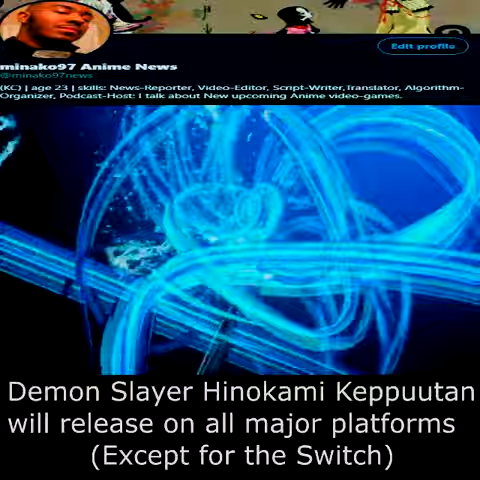 Edit profile
minako97 Anime News
@minako97news
(KC) | age 23 | skills: News-Reporter, Video-Editor, Script-Writer,Translator, Algorithm-
Organizer, Podcast-Host: I talk about New upcoming Anime video-games.
Demon Slayer Hinokami Keppuutan
will release on all major platforms
(Except for the Switch)